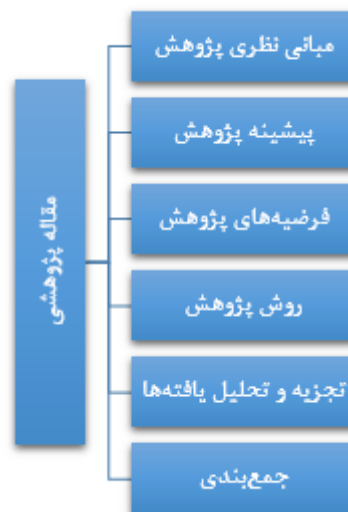 مقاله پژوهشی
مبانی نظری پژوهش
پیشینه پژوهش
فرضیه‌های پژوهش
روش پژوهش
تجزیه و تحلیل یافته‌ها
جمع‌بندی